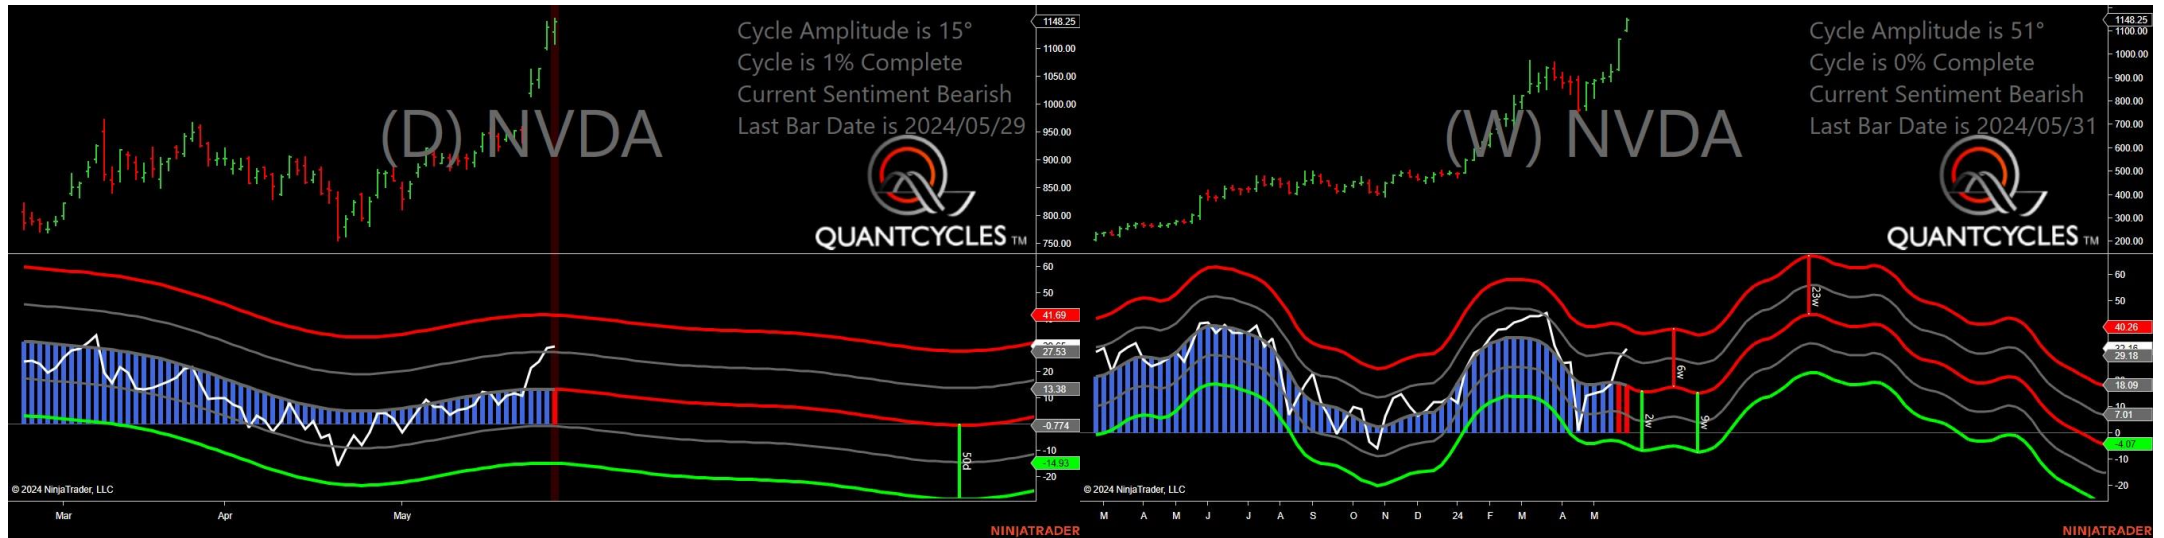 Cycle Amplitude is 15°
Cycle is 1% Complete
Current Sentiment Bearish
Last Bar Date is 2024/05/29
(D) NVDA
QUANTCYCLES TM
1148.25
1100.00
1050.00
1000.00
950.00
900.00
850.00
800.00
750.00
60
50
41.69
27.53
20
13.38
10
-0.774
-10
-14.93
-20
50d
© 2024 NinjaTrader, LLC
Mar Apr May
NINJATRADER
Cycle Amplitude is 51°
Cycle is 0% Complete
Current Sentiment Bearish
Last Bar Date is 2024/05/31
(W) NVDA
QUANTCYCLES TM
1148.25
1100.00
1000.00
900.00
800.00
700.00
600.00
500.00
400.00
300.00
200.00
60
50
40.26
29.18
18.09
10
7.01
0
-4.07
-10
-20
2w
6w
9w
23w
© 2024 NinjaTrader, LLC
M A M J J A S O N D 24 F M A M
NINJATRADER